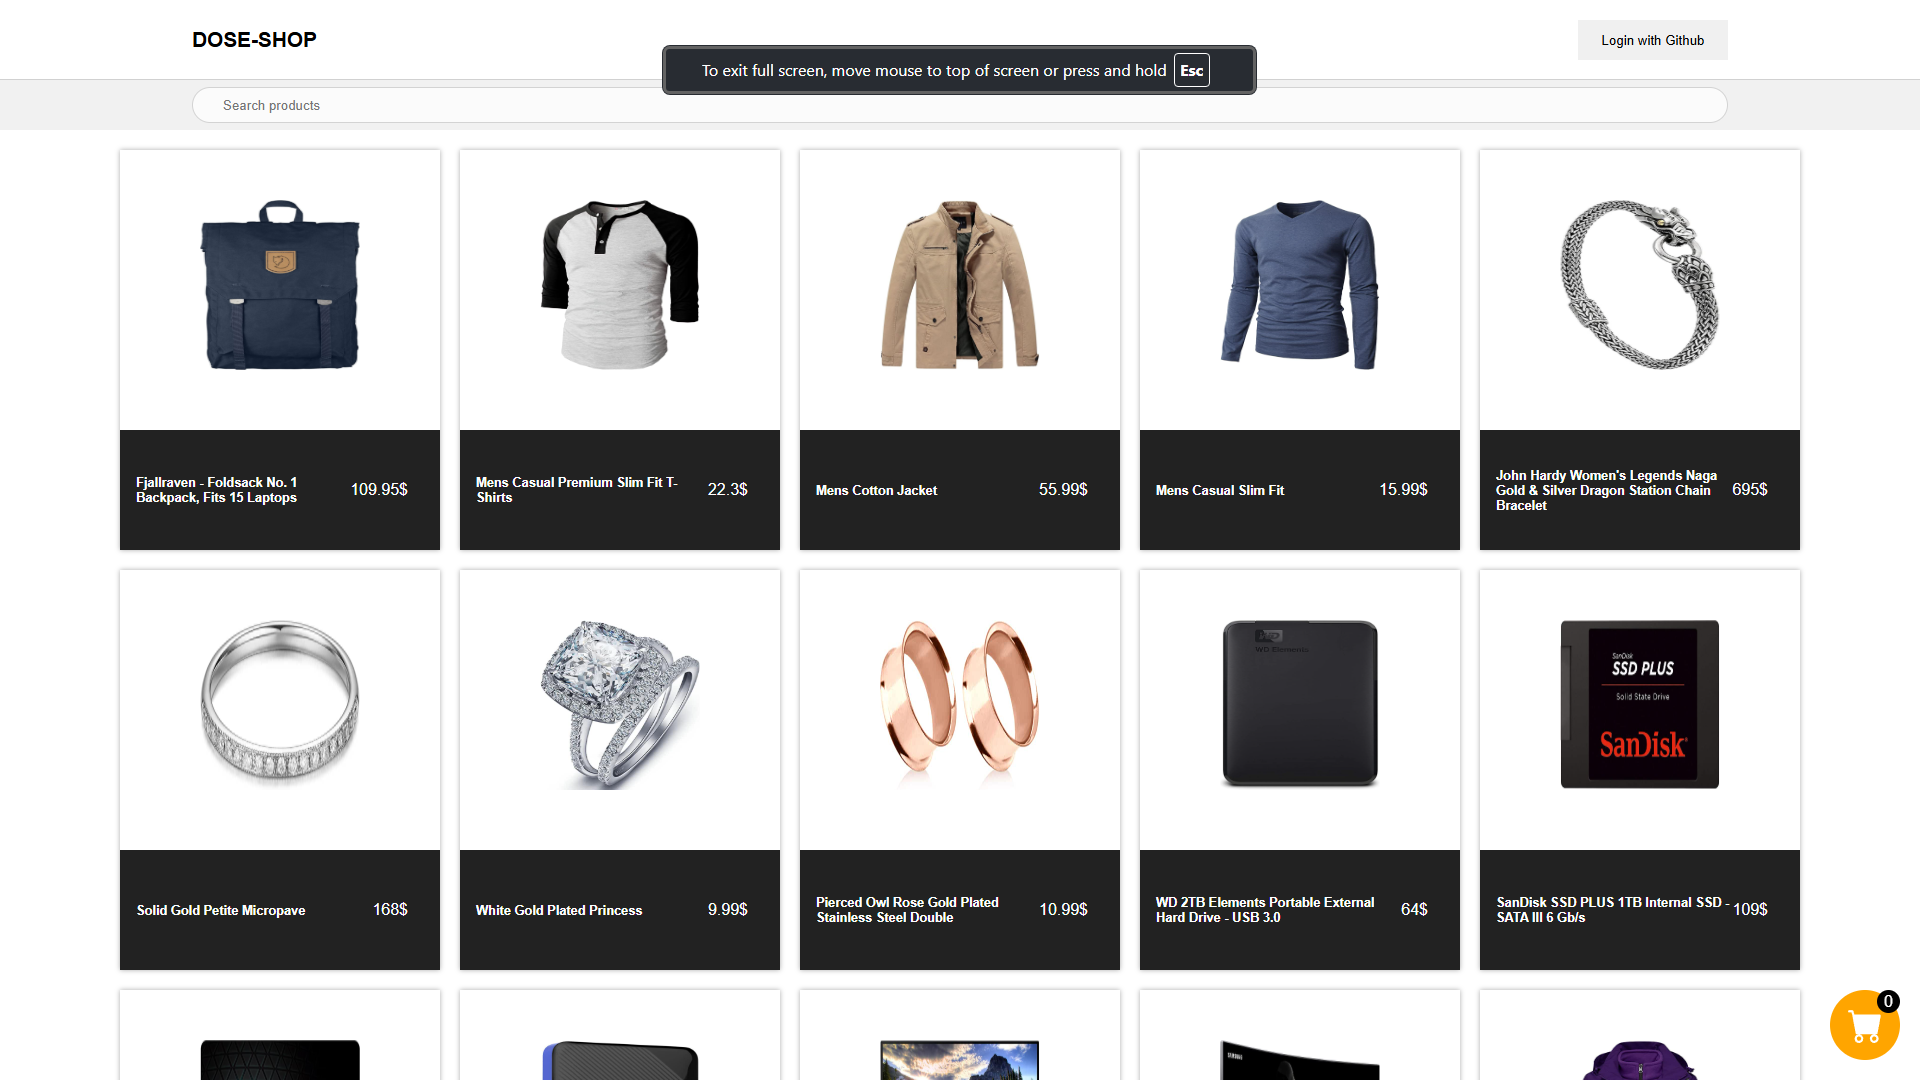 DOSE-SHOP
Login with Github
To exit full screen, move mouse to top of screen or press and hold Esc
Search products
Fjallraven - Foldsack No. 1
Backpack, Fits 15 Laptops
109.95$
Mens Casual Premium Slim Fit T-
Shirts
22.3$
Mens Cotton Jacket
55.99$
Mens Casual Slim Fit
15.99$
John Hardy Women's Legends Naga
Gold & Silver Dragon Station Chain
Bracelet
695$
WD
WD Elements
SanDisk
SSD PLUS
Solid State Drive
SanDisk
Solid Gold Petite Micropave
168$
White Gold Plated Princess
9.99$
Pierced Owl Rose Gold Plated
Stainless Steel Double
10.99$
WD 2TB Elements Portable External
Hard Drive - USB 3.0
64$
SanDisk SSD PLUS 1TB Internal SSD -
SATA III 6 Gb/s
109$
0
SAMSUNG